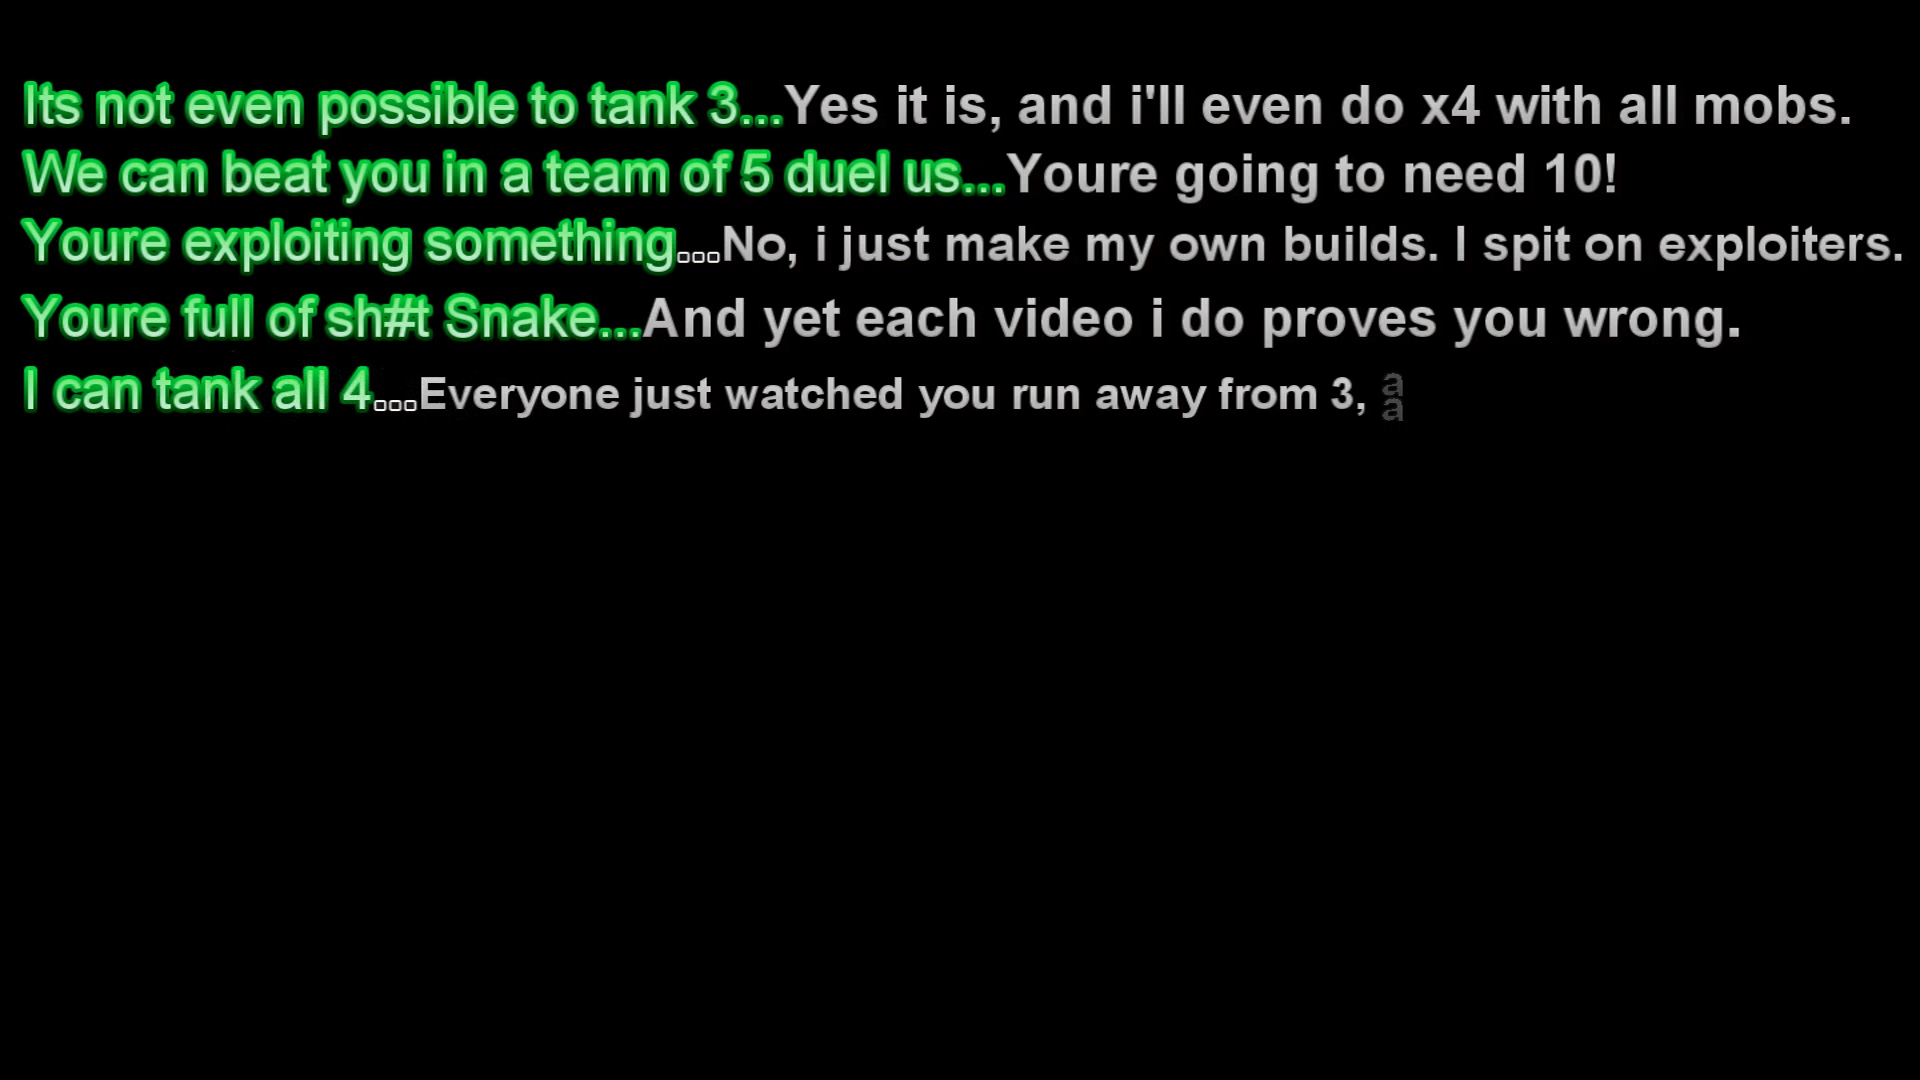 Its not even possible to tank 3...Yes it is, and i'll even do x4 with all mobs.
We can beat you in a team of 5 duel us...Youre going to need 10!
Youre exploiting something...No, i just make my own builds. I spit on exploiters.
Youre full of sh#t Snake...And yet each video i do proves you wrong.
I can tank all 4...Everyone just watched you run away from 3,